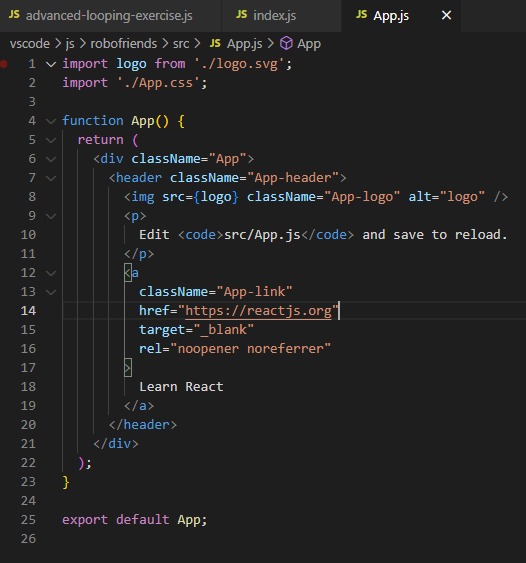 JS advanced-looping-exercise.js JS index.js JS App.js ×
vscode > js > robofriends > src > JS App.js > App
1 import logo from './logo.svg';
2 import './App.css';
3
4 function App() {
5 return (
6 <div className="App">
7 <header className="App-header">
8 <img src={logo} className="App-logo" alt="logo" />
9 <p>
10 Edit <code>src/App.js</code> and save to reload.
11 </p>
12 <a
13 className="App-link"
14 href="https://reactjs.org"
15 target="_blank"
16 rel="noopener noreferrer"
17 >
18 Learn React
19 </a>
20 </header>
21 </div>
22 );
23 }
24
25 export default App;
26